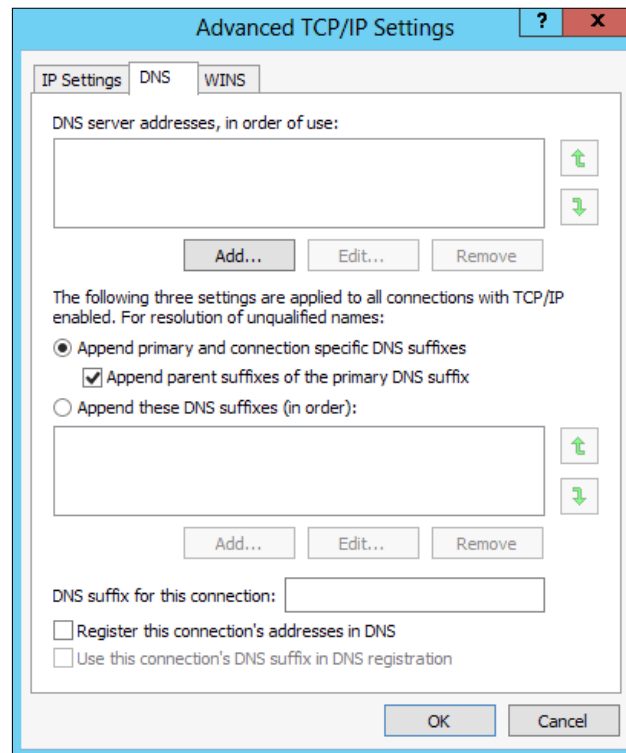 Advanced TCP/IP Settings
?
x
IP Settings
DNS
WINS
DNS server addresses, in order of use:
Add...
Edit...
Remove
The following three settings are applied to all connections with TCP/IP
enabled. For resolution of unqualified names:
Append primary and connection specific DNS suffixes
Append parent suffixes of the primary DNS suffix
Append these DNS suffixes (in order):
Add...
Edit...
Remove
DNS suffix for this connection:
Register this connection's addresses in DNS
Use this connection's DNS suffix in DNS registration
OK
Cancel